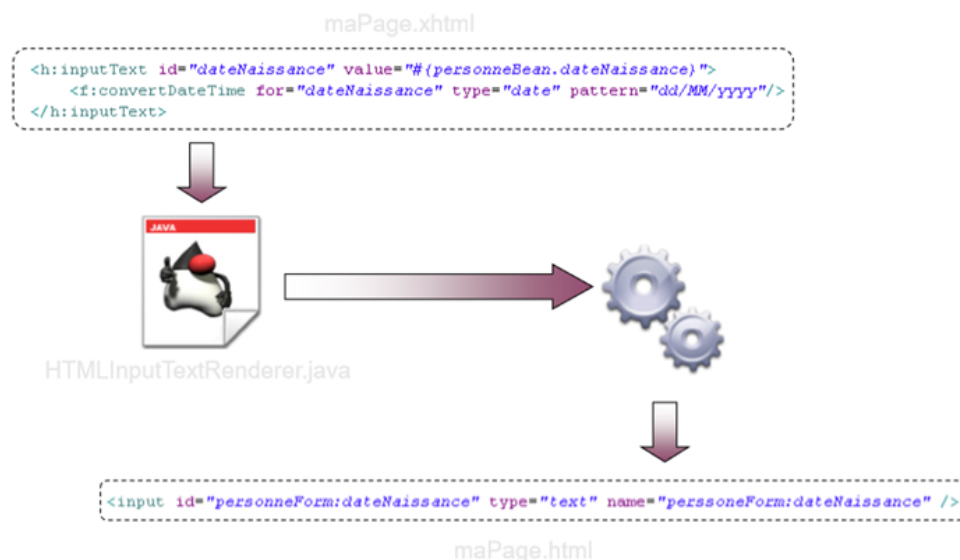 maPage.xhtml
<h:inputText id="dateNaissance" value="#{personneBean.dateNaissance}">
<f:convertDateTime for="dateNaissance" type="date" pattern="dd/MM/yyyy"/>
</h:inputText>
JAVA
HTMLInputTextRenderer.java
<input id="personneForm:dateNaissance" type="text" name="perssoneForm:dateNaissance" />
maPage.html